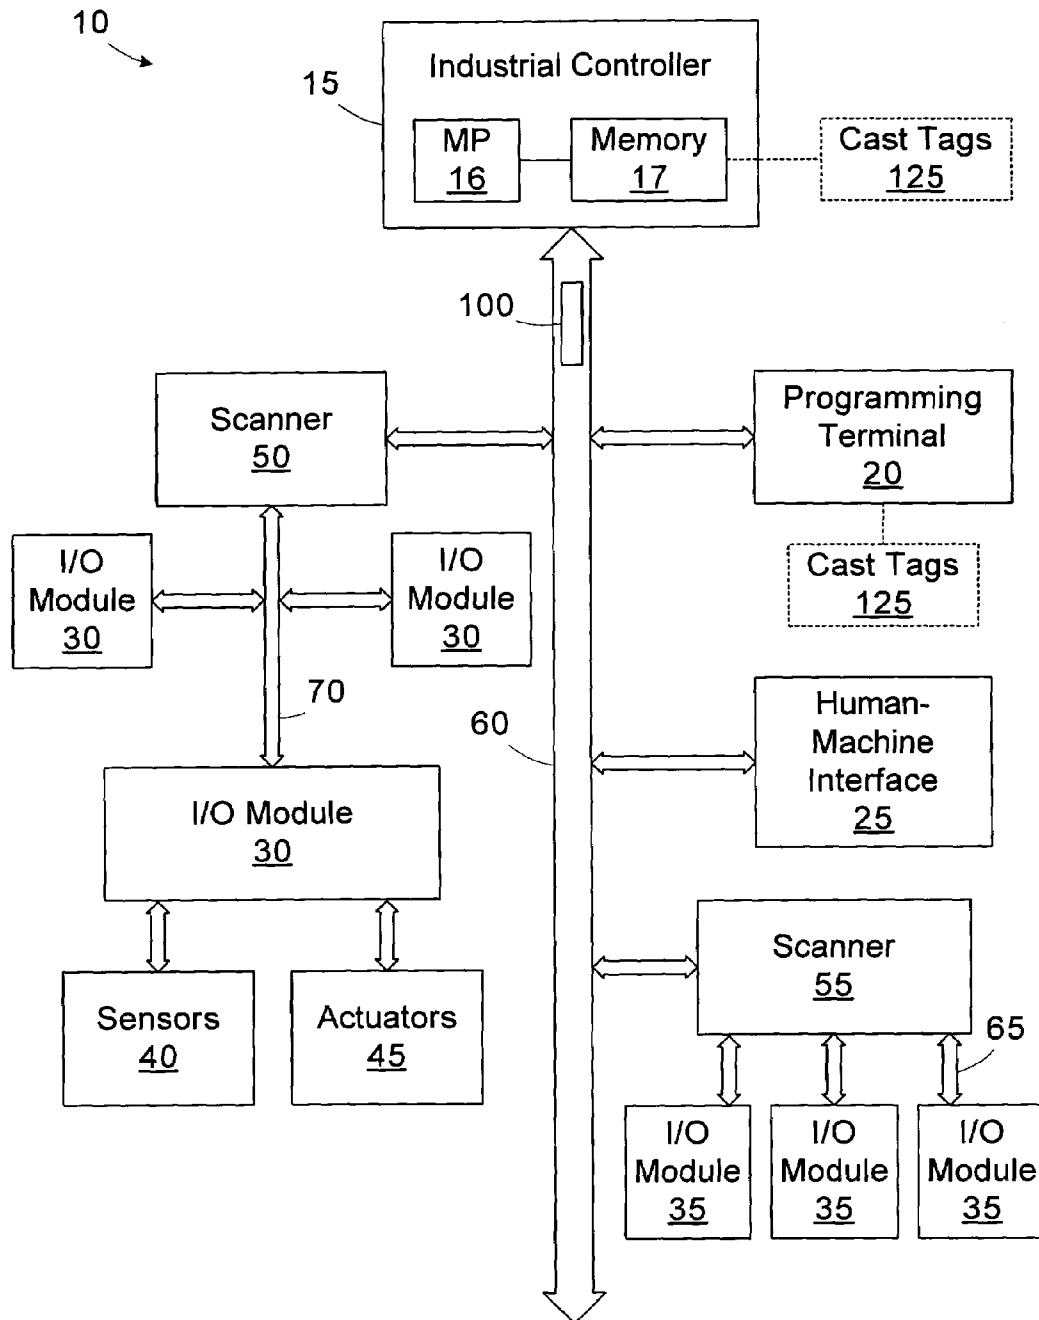 10
15
Industrial Controller
MP
16
Memory
17
Cast Tags
125
100
Scanner
50
Programming
Terminal
20
I/O
Module
30
I/O
Module
30
Cast Tags
125
70
60
Human-
Machine
Interface
25
I/O Module
30
Scanner
55
Sensors
40
Actuators
45
65
I/O
Module
35
I/O
Module
35
I/O
Module
35